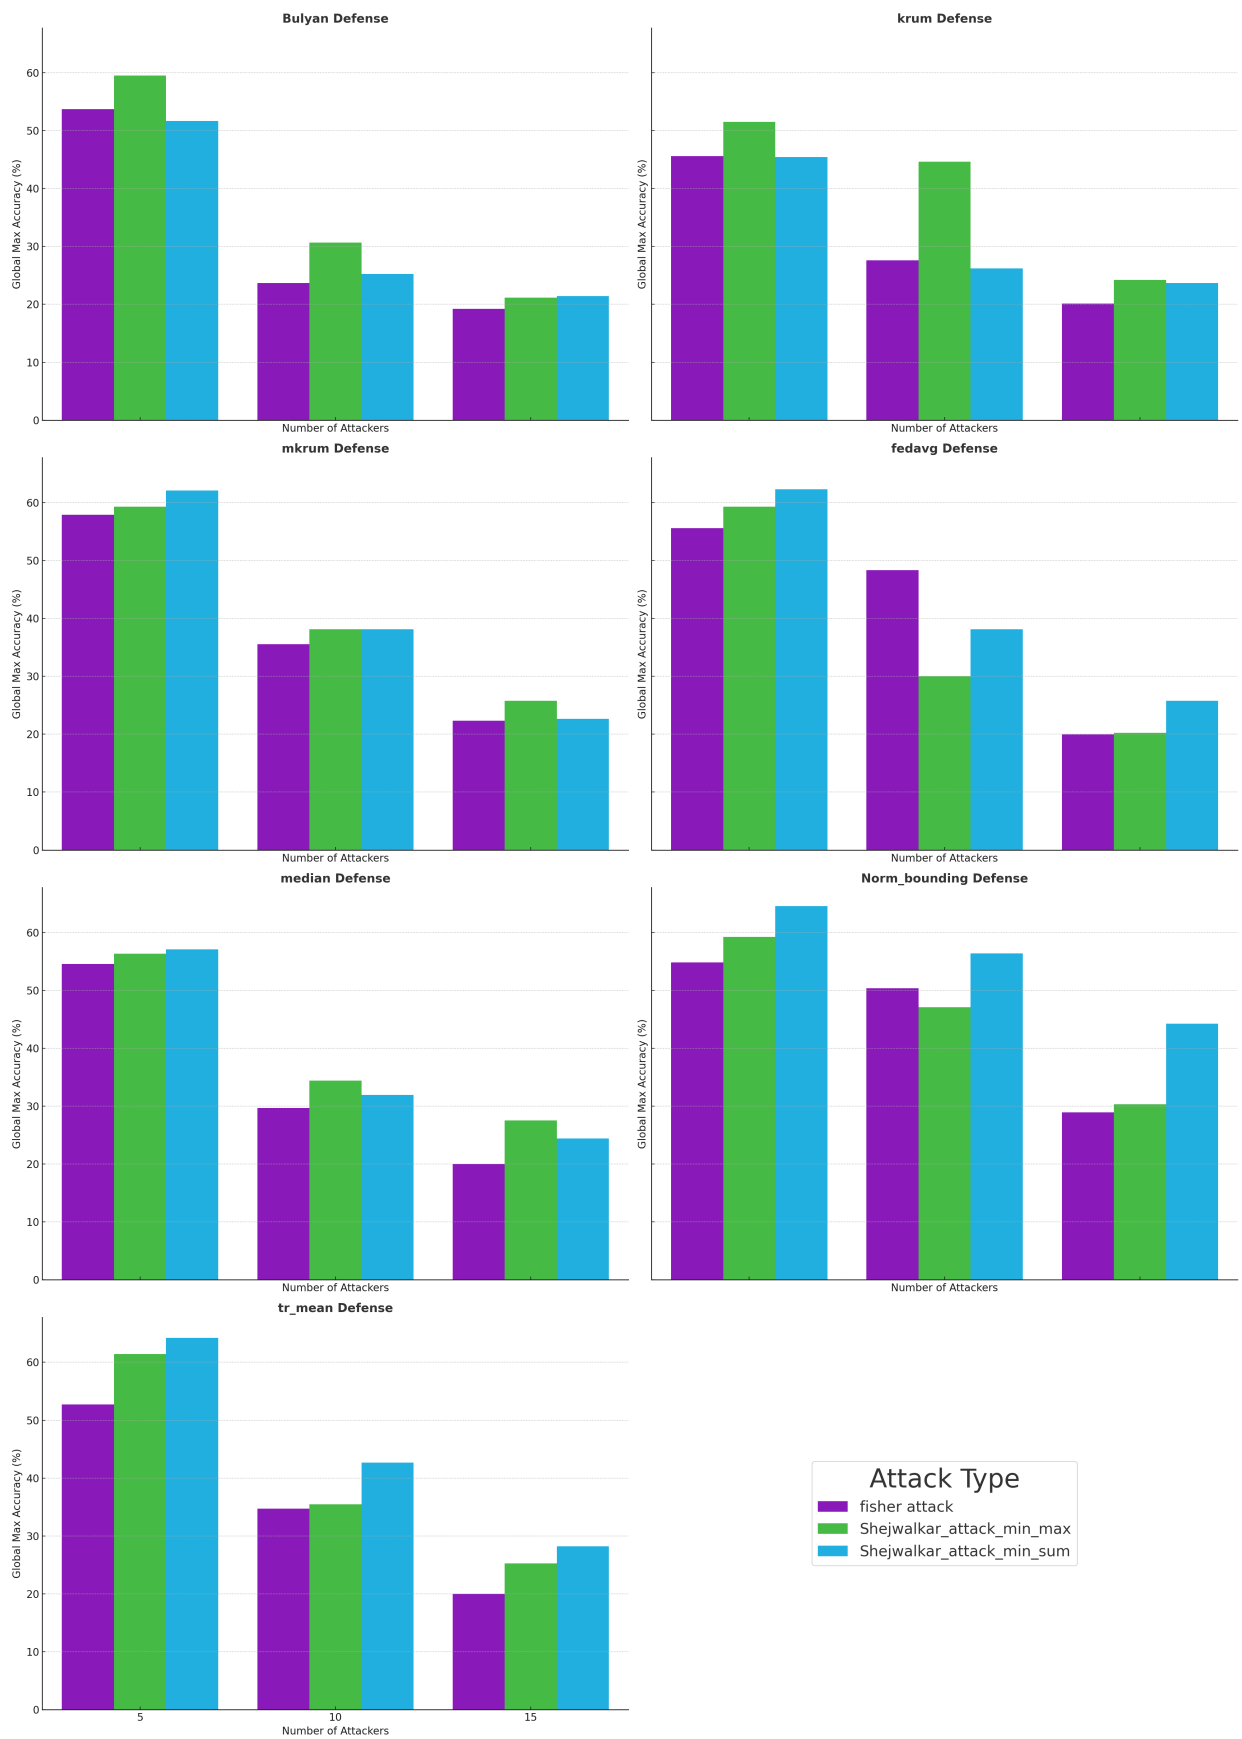 Bulyan Defense
Global Max Accuracy (%)
60
50
40
30
20
10
0
Number of Attackers
krum Defense
Global Max Accuracy (%)
Number of Attackers
mkrum Defense
Global Max Accuracy (%)
60
50
40
30
20
10
0
Number of Attackers
fedavg Defense
Global Max Accuracy (%)
Number of Attackers
median Defense
Global Max Accuracy (%)
60
50
40
30
20
10
0
Number of Attackers
Norm_bounding Defense
Global Max Accuracy (%)
Number of Attackers
tr_mean Defense
Global Max Accuracy (%)
60
50
40
30
20
10
0
5 10 15
Number of Attackers
Attack Type
fisher attack
Shejwalkar_attack_min_max
Shejwalkar_attack_min_sum